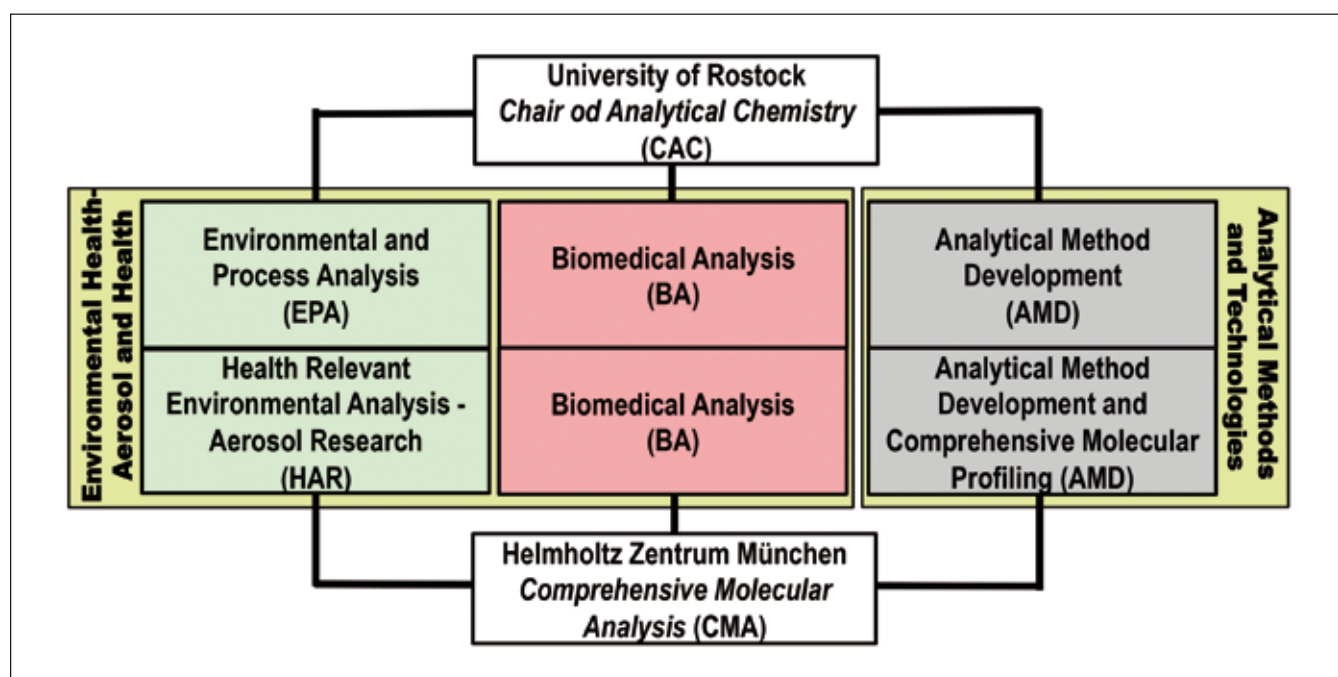 University of Rostock
Chair od Analytical Chemistry
(CAC)
Environmental Health-
Aerosol and Health
Environmental and
Process Analysis
(EPA)
Biomedical Analysis
(BA)
Analytical Method
Development
(AMD)
Analytical Methods
and Technologies
Health Relevant
Environmental Analysis -
Aerosol Research
(HAR)
Biomedical Analysis
(BA)
Analytical Method
Development and
Comprehensive Molecular
Profiling (AMD)
Helmholtz Zentrum München
Comprehensive Molecular
Analysis (CMA)